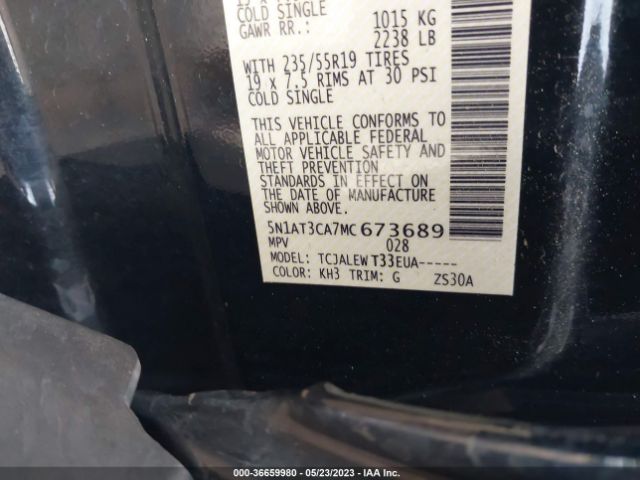 COLD SINGLE
GAWR RR.: 1015 KG
2238 LB
WITH 235/55R19 TIRES
19 x 7.5 RIMS AT 30 PSI
COLD SINGLE
THIS VEHICLE CONFORMS TO
ALL APPLICABLE FEDERAL
MOTOR VEHICLE SAFETY AND
THEFT PREVENTION
STANDARDS IN EFFECT ON
THE DATE OF MANUFACTURE
SHOWN ABOVE.
5N1AT3CA7MC673689
MPV 028
MODEL: TCJALEWT33EUA-----
COLOR: KH3 TRIM: G ZS30A
000-36659980 - 05/23/2023 - IAA Inc.